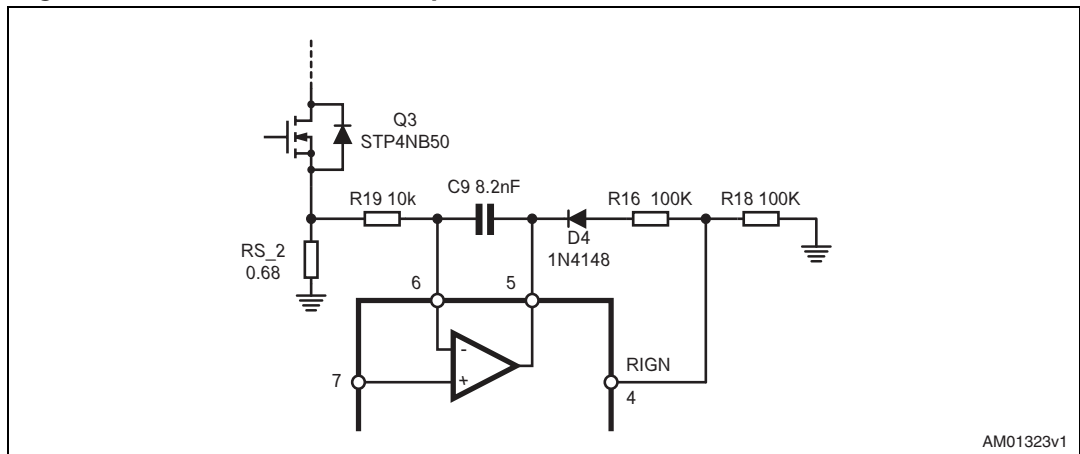 Q3
STP4NB50
R19 10k
C9 8.2nF
R16 100K
R18 100K
D4
1N4148
RS_2
0.68
6
5
-
+
7
RIGN
4
AM01323v1